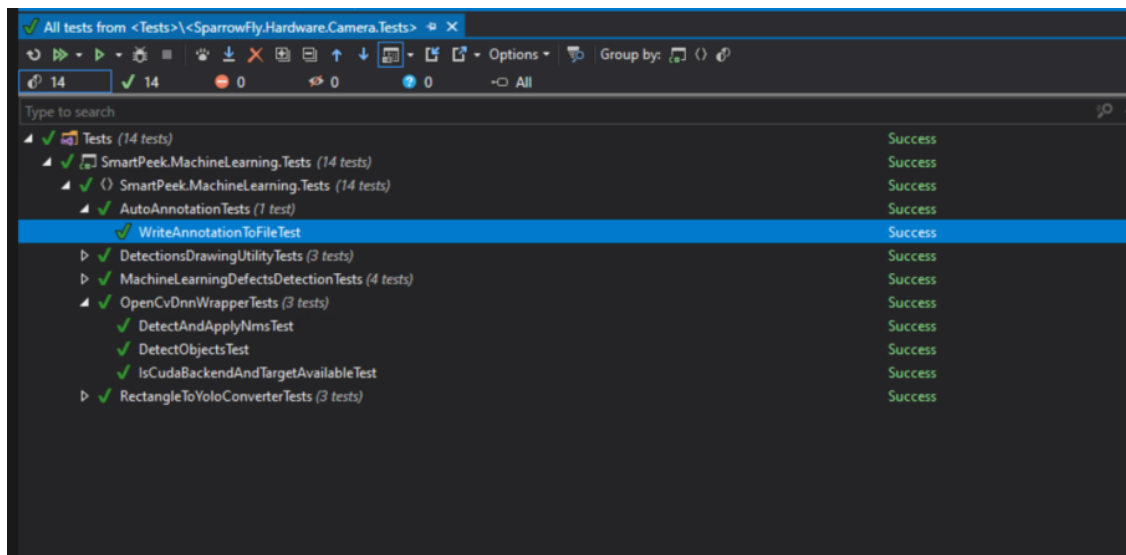 All tests from <Tests>\<SparrowFly.Hardware.Camera.Tests>
Options Group by:
14 14 0 0 0 All
Type to search
Tests (14 tests) Success
SmartPeek.MachineLearning.Tests (14 tests) Success
SmartPeek.MachineLearning.Tests (14 tests) Success
AutoAnnotationTests (1 test) Success
WriteAnnotationToFileTest Success
DetectionsDrawingUtilityTests (3 tests) Success
MachineLearningDefectsDetectionTests (4 tests) Success
OpenCvDnnWrapperTests (3 tests) Success
DetectAndApplyNmsTest Success
DetectObjectsTest Success
IsCudaBackendAndTargetAvailableTest Success
RectangleToYoloConverterTests (3 tests) Success